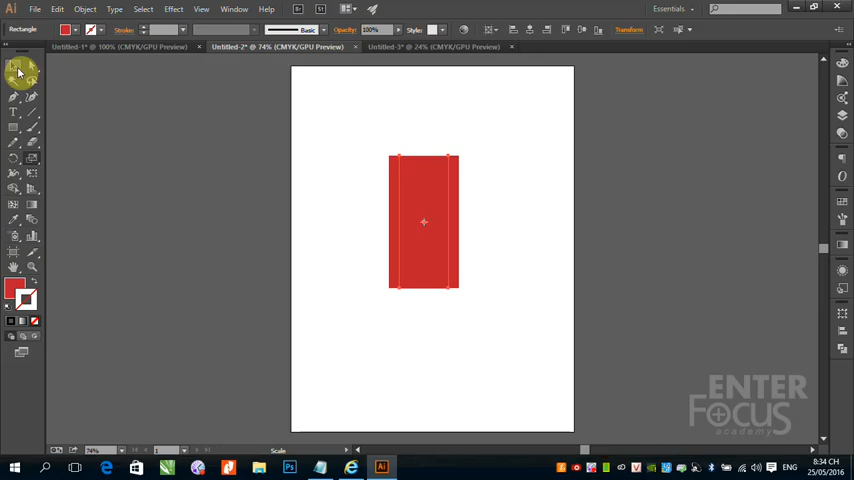 Ai File Edit Object Type Select Effect View Window Help Br St Essentials
Rectangle Stroke: Basic Opacity: 100% Style: Transform
Untitled-1* @ 100% (CMYK/GPU Preview) × Untitled-2* @ 74% (CMYK/GPU Preview) × Untitled-3* @ 24% (CMYK/GPU Preview) ×
ENTER
FOCUS
academy
74% 1 Scale
Ps Ai ENG 8:34 CH
25/05/2016